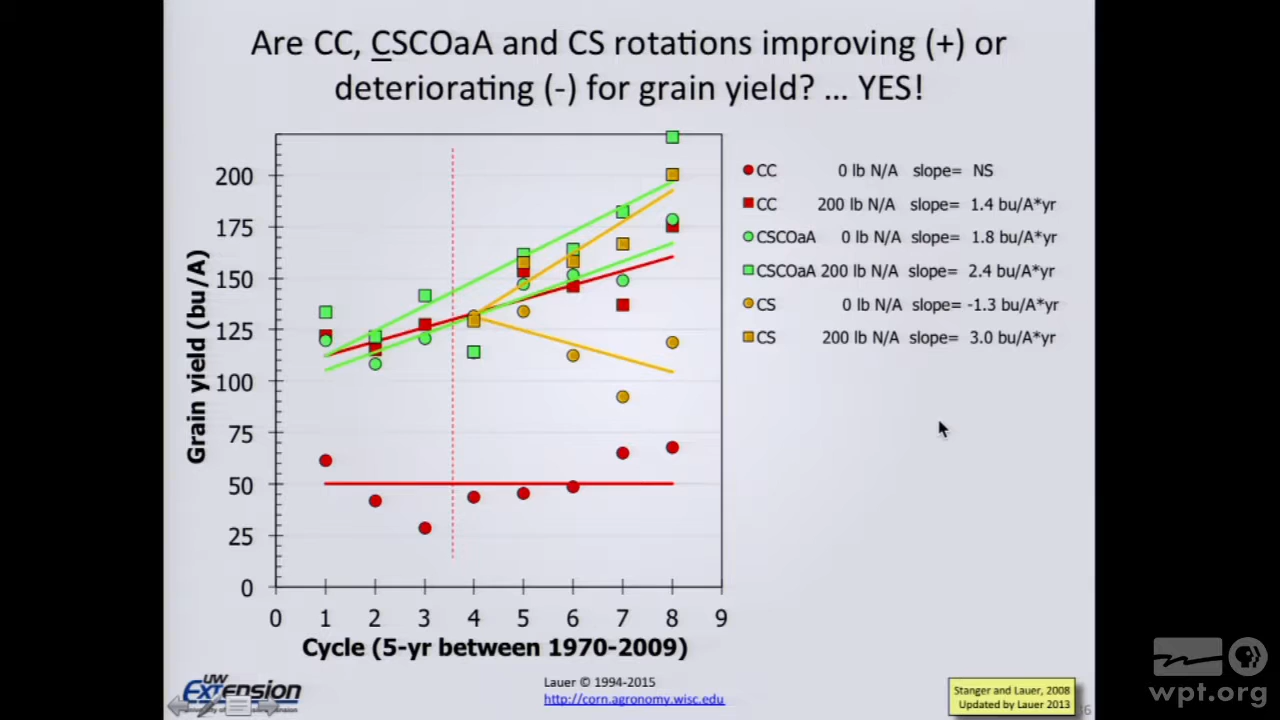 Are CC, CSCOaA and CS rotations improving (+) or
deteriorating (-) for grain yield? ... YES!
Grain yield (bu/A)
200
175
150
125
100
75
50
25
0
0 1 2 3 4 5 6 7 8 9
Cycle (5-yr between 1970-2009)
CC 0 lb N/A slope= NS
CC 200 lb N/A slope= 1.4 bu/A*yr
CSCOaA 0 lb N/A slope= 1.8 bu/A*yr
CSCOaA 200 lb N/A slope= 2.4 bu/A*yr
CS 0 lb N/A slope= -1.3 bu/A*yr
CS 200 lb N/A slope= 3.0 bu/A*yr
UW
Extension
Lauer © 1994-2015
http://corn.agronomy.wisc.edu
Stanger and Lauer, 2008
Updated by Lauer 2013
PBS
wpt.org